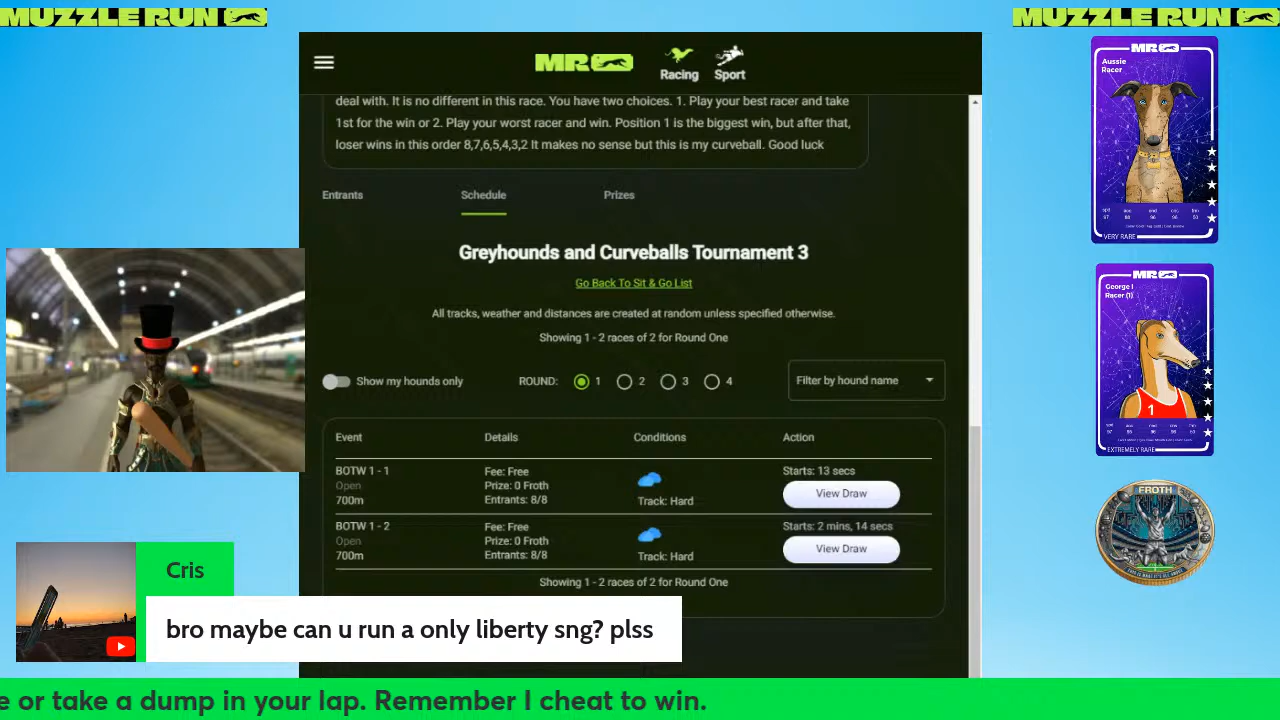 MUZZLE RUN
MUZZLE RUN
MR
Racing
Sport
deal with. It is no different in this race. You have two choices. 1. Play your best racer and take
1st for the win or 2. Play your worst racer and win. Position 1 is the biggest win, but after that,
loser wins in this order 8,7,6,5,4,3,2 It makes no sense but this is my curveball. Good luck
Entrants
Schedule
Prizes
Greyhounds and Curveballs Tournament 3
Go Back To Sit & Go List
All tracks, weather and distances are created at random unless specified otherwise.
Showing 1 - 2 races of 2 for Round One
Show my hounds only
ROUND: 1 2 3 4
Filter by hound name
Event Details Conditions Action
BOTW 1 - 1 Fee: Free Starts: 13 secs
Open Prize: 0 Froth View Draw
700m Entrants: 8/8 Track: Hard
BOTW 1 - 2 Fee: Free Starts: 2 mins, 14 secs
Open Prize: 0 Froth View Draw
700m Entrants: 8/8 Track: Hard
Showing 1 - 2 races of 2 for Round One
MR
Aussie
Racer
VERY RARE
MR
George I
Racer (1)
1
EXTREMELY RARE
FROTH
Cris
bro maybe can u run a only liberty sng? plss
e or take a dump in your lap. Remember I cheat to win.